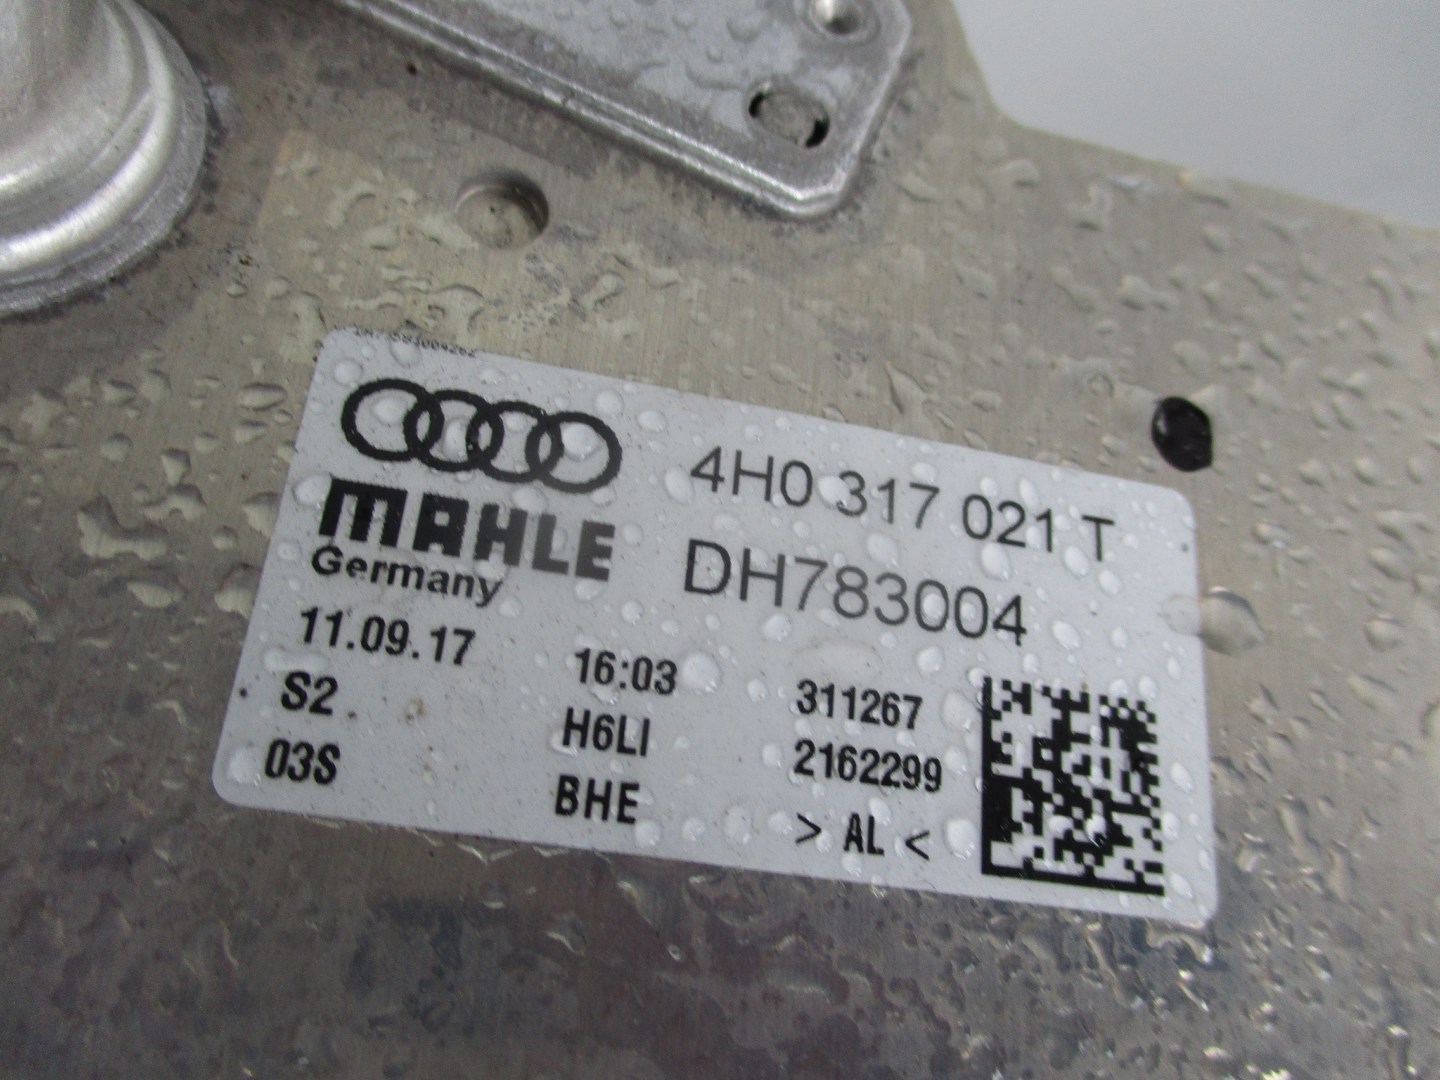 4H0 317 021 T
MAHLE
Germany
DH783004
11.09.17 16:03 311267
S2 H6LI 2162299
03S BHE > AL <